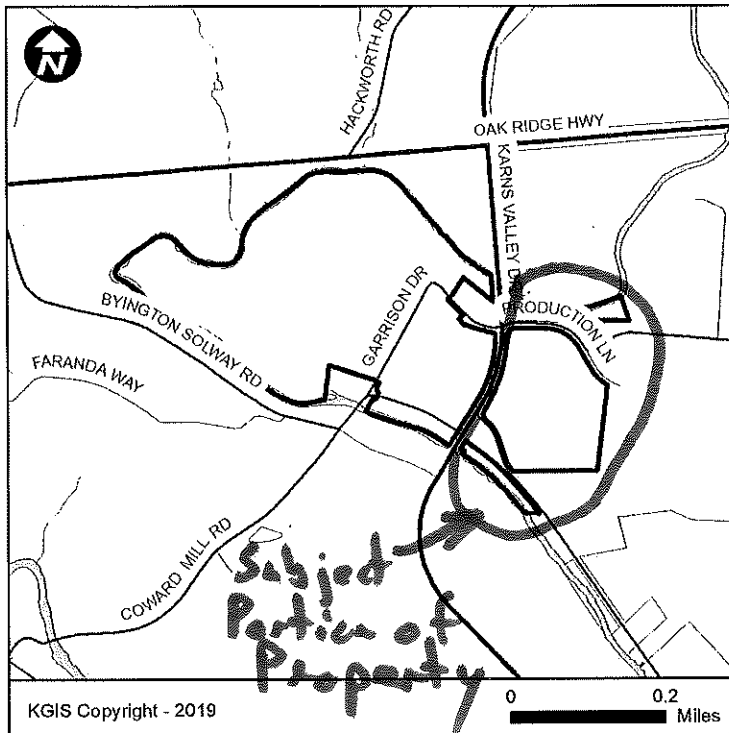 N
HACKWORTH RD
OAK RIDGE HWY
KARNS VALLEY DR
BYINGTON SOLWAY RD
GARRISON DR
PRODUCTION LN
FARANDA WAY
COWARD MILL RD
Subject
Portion of
Property
KGIS Copyright - 2019
0 0.2
Miles